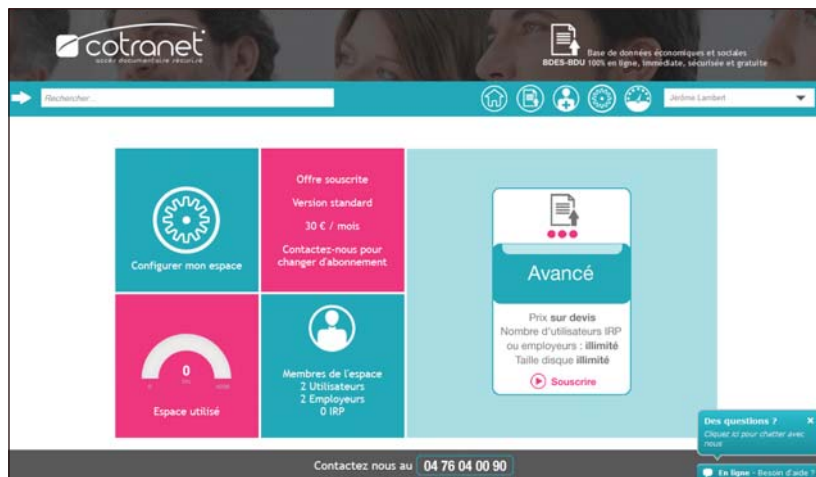 cotranet
accès documentaire sécurisé
Base de données économiques et sociales
BDES-BDU 100% en ligne, immédiate, sécurisée et gratuite
Rechercher...
Jérôme Lambert
Configurer mon espace
Offre souscrite
Version standard
30 € / mois
Contactez-nous pour
changer d'abonnement
0
Espace utilisé
Membres de l'espace
2 Utilisateurs
2 Employeurs
0 IRP
Avancé
Prix sur devis
Nombre d'utilisateurs IRP
ou employeurs : illimité
Taille disque illimité
Souscrire
Des questions ? X
Cliquez ici pour chatter avec
nous
En ligne - Besoin d'aide ?
Contactez nous au 04 76 04 00 90